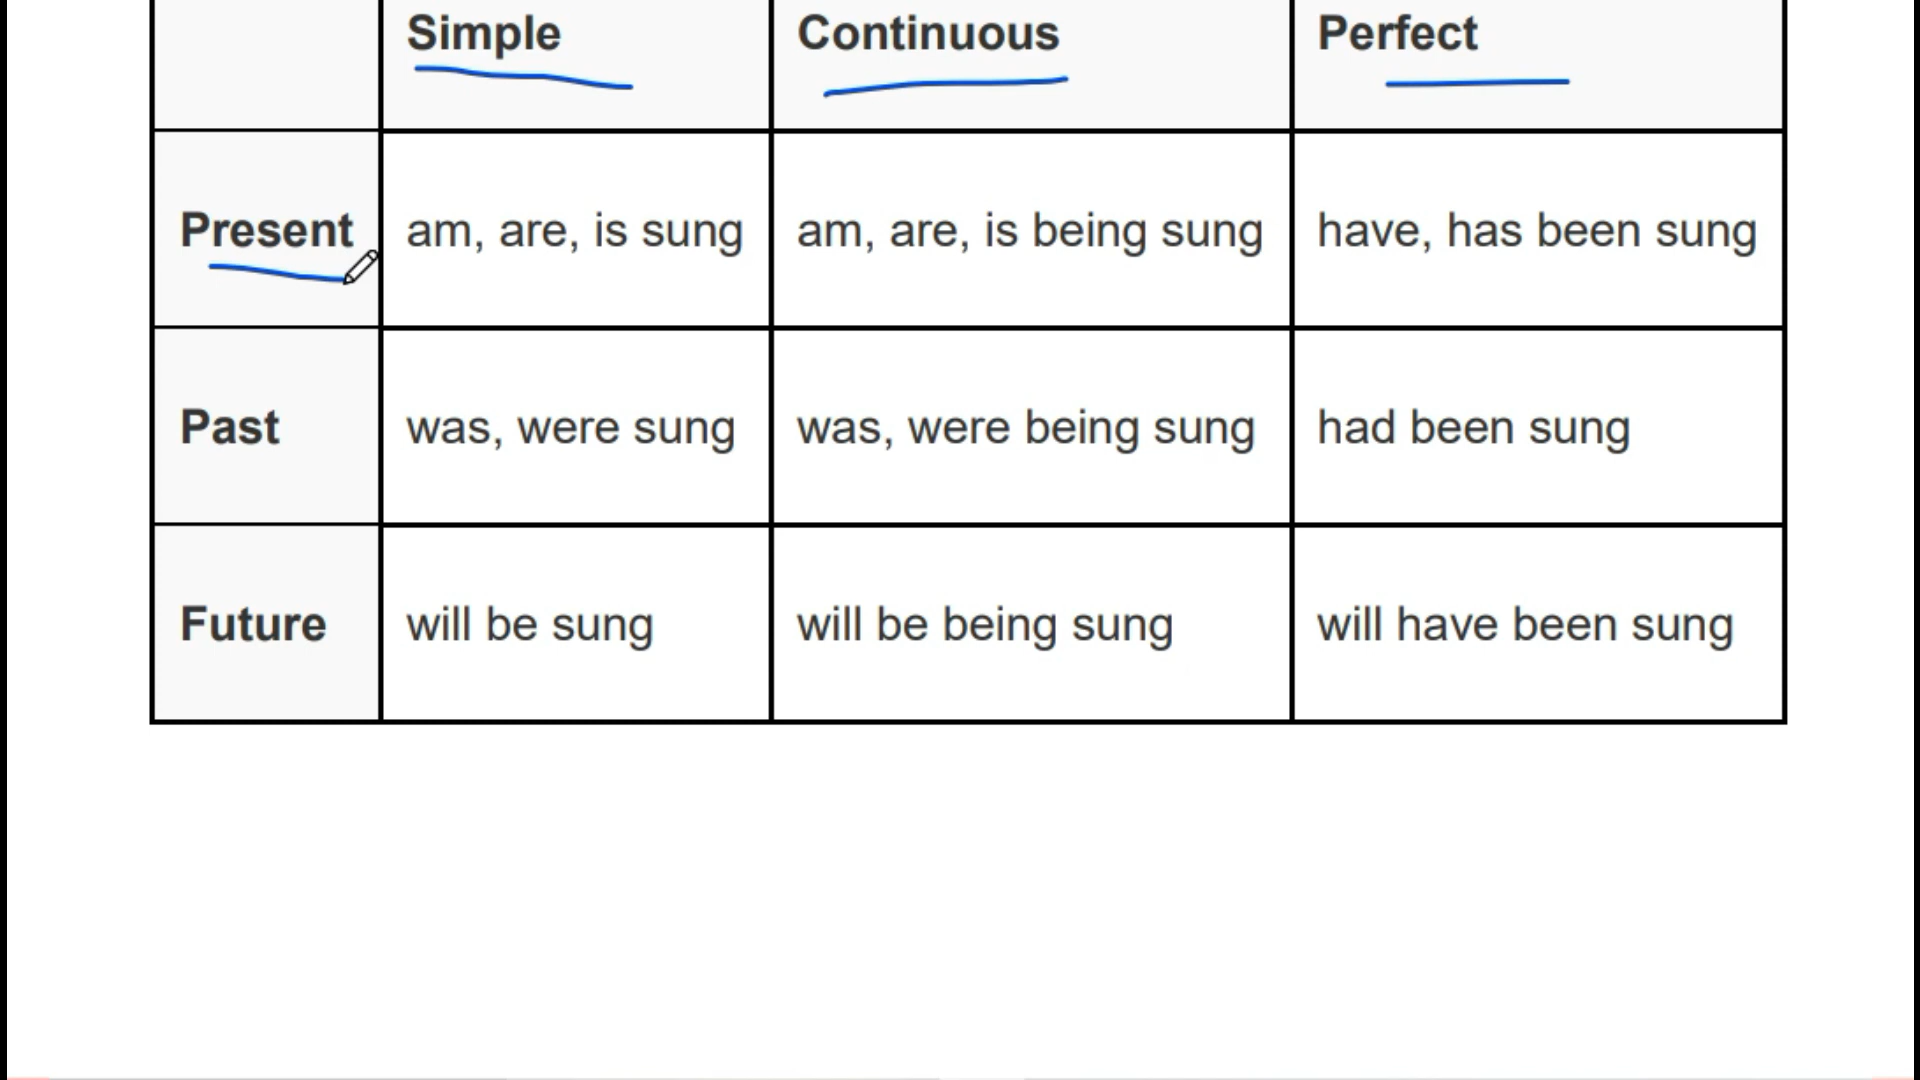 Simple Continuous Perfect
Present am, are, is sung am, are, is being sung have, has been sung
Past was, were sung was, were being sung had been sung
Future will be sung will be being sung will have been sung